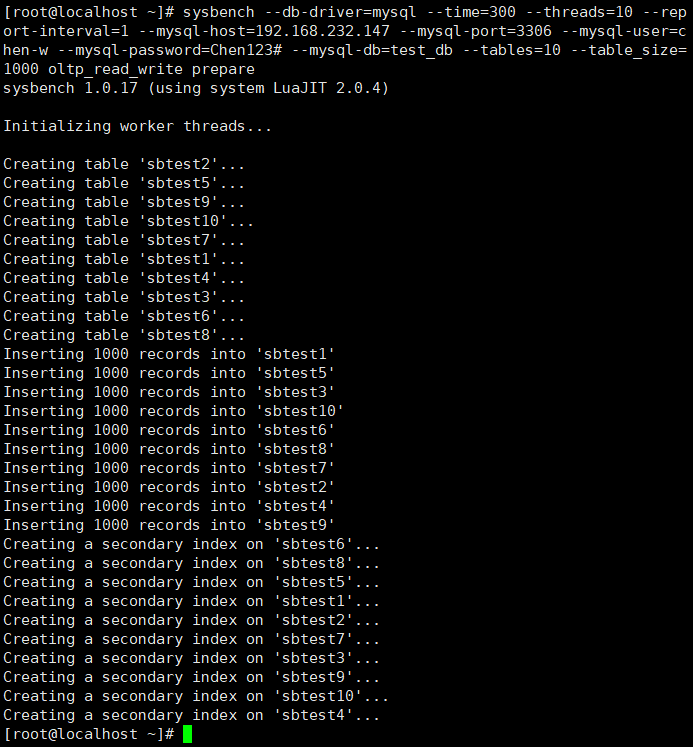 [root@localhost ~]# sysbench --db-driver=mysql --time=300 --threads=10 --rep
ort-interval=1 --mysql-host=192.168.232.147 --mysql-port=3306 --mysql-user=c
hen-w --mysql-password=Chen123# --mysql-db=test_db --tables=10 --table_size=
1000 oltp_read_write prepare
sysbench 1.0.17 (using system LuaJIT 2.0.4)

Initializing worker threads...

Creating table 'sbtest2'...
Creating table 'sbtest5'...
Creating table 'sbtest9'...
Creating table 'sbtest10'...
Creating table 'sbtest7'...
Creating table 'sbtest1'...
Creating table 'sbtest4'...
Creating table 'sbtest3'...
Creating table 'sbtest6'...
Creating table 'sbtest8'...
Inserting 1000 records into 'sbtest1'
Inserting 1000 records into 'sbtest5'
Inserting 1000 records into 'sbtest3'
Inserting 1000 records into 'sbtest10'
Inserting 1000 records into 'sbtest6'
Inserting 1000 records into 'sbtest8'
Inserting 1000 records into 'sbtest7'
Inserting 1000 records into 'sbtest2'
Inserting 1000 records into 'sbtest4'
Inserting 1000 records into 'sbtest9'
Creating a secondary index on 'sbtest6'...
Creating a secondary index on 'sbtest8'...
Creating a secondary index on 'sbtest5'...
Creating a secondary index on 'sbtest1'...
Creating a secondary index on 'sbtest2'...
Creating a secondary index on 'sbtest7'...
Creating a secondary index on 'sbtest3'...
Creating a secondary index on 'sbtest9'...
Creating a secondary index on 'sbtest10'...
Creating a secondary index on 'sbtest4'...
[root@localhost ~]#